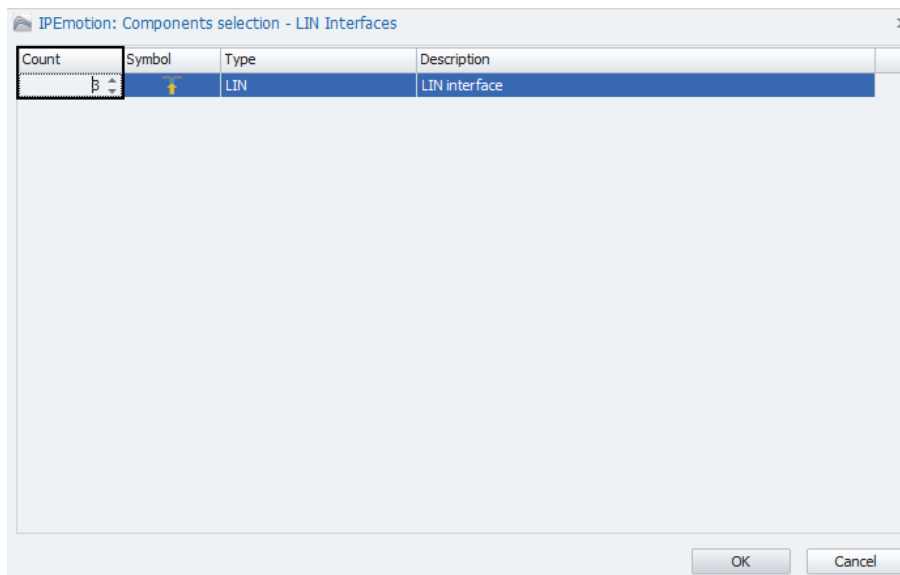 IPEmotion: Components selection - LIN Interfaces
Count Symbol Type Description
3 LIN LIN interface
OK Cancel